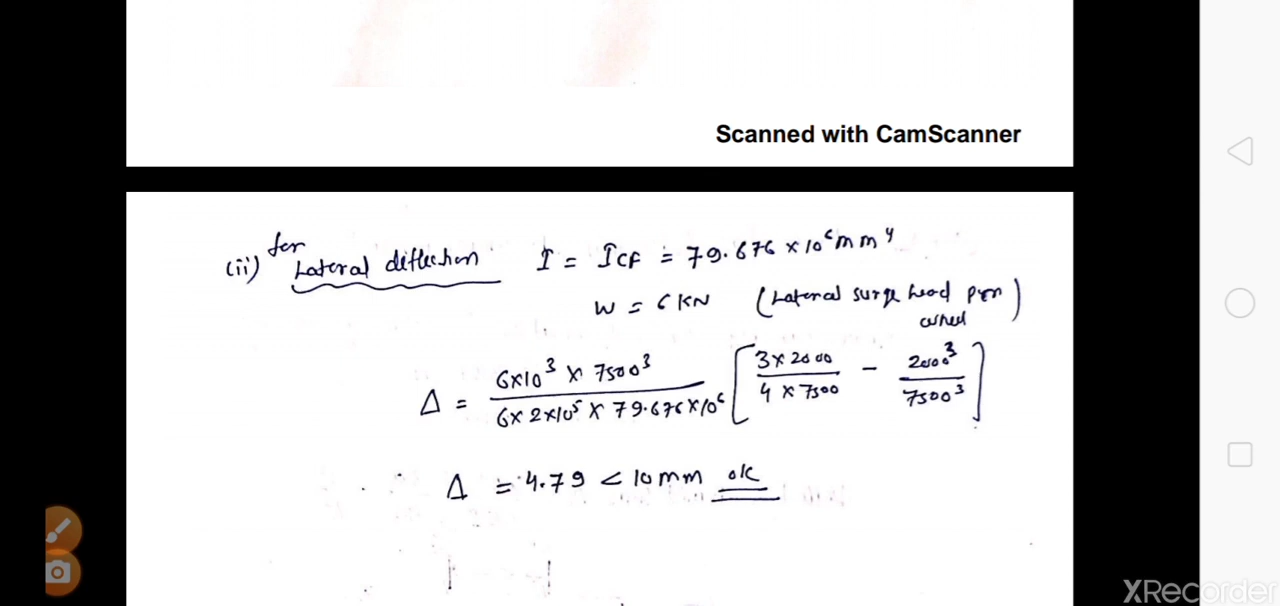 Scanned with CamScanner
(ii) for Lateral diflection I = ICF = 79.676 × 10⁶ mm⁴
W = 6 KN (Lateral surge load per wheel)
Δ = 6×10³ × 7500³ / 6× 2×10⁵ × 79.676×10⁶ [ 3×2000 / 4×7500 − 2000³ / 7500³ ]
Δ = 4.79 < 10 mm ok
XRecorder